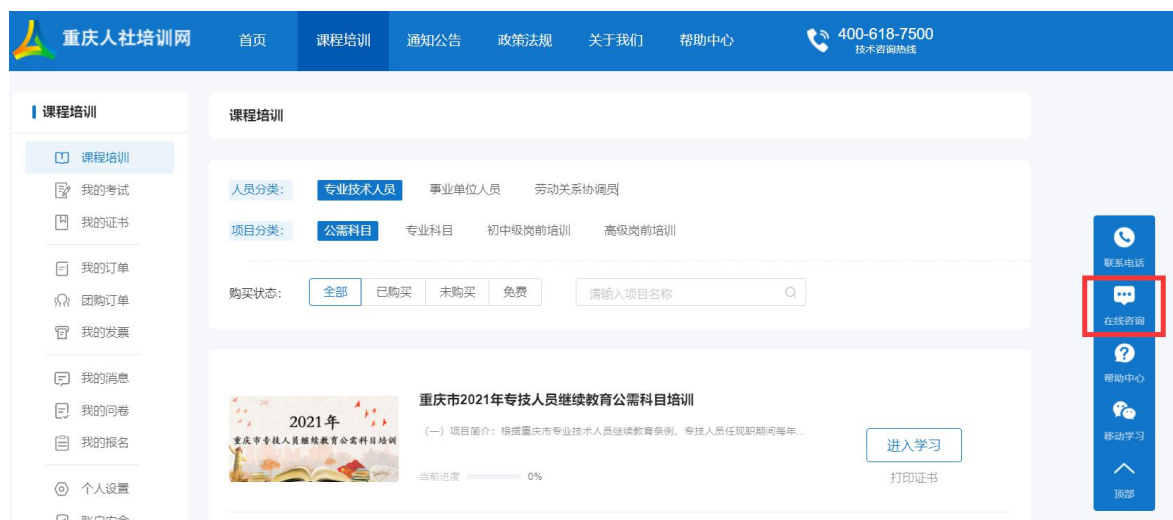 重庆人社培训网
首页 课程培训 通知公告 政策法规 关于我们 帮助中心
400-618-7500
技术咨询热线
课程培训
课程培训
我的考试
我的证书
我的订单
团购订单
我的发票
我的消息
我的问卷
我的报名
个人设置
账户安全
课程培训
人员分类: 专业技术人员 事业单位人员 劳动关系协调员
项目分类: 公需科目 专业科目 初中级岗前培训 高级岗前培训
购买状态: 全部 已购买 未购买 免费 请输入项目名称
2021年
重庆市专技人员继续教育公需科目培训
重庆市2021年专技人员继续教育公需科目培训
（一）项目简介：根据重庆市专业技术人员继续教育条例，专技人员任现职期间每年...
当前进度 0%
进入学习
打印证书
联系电话
在线咨询
帮助中心
移动学习
顶部